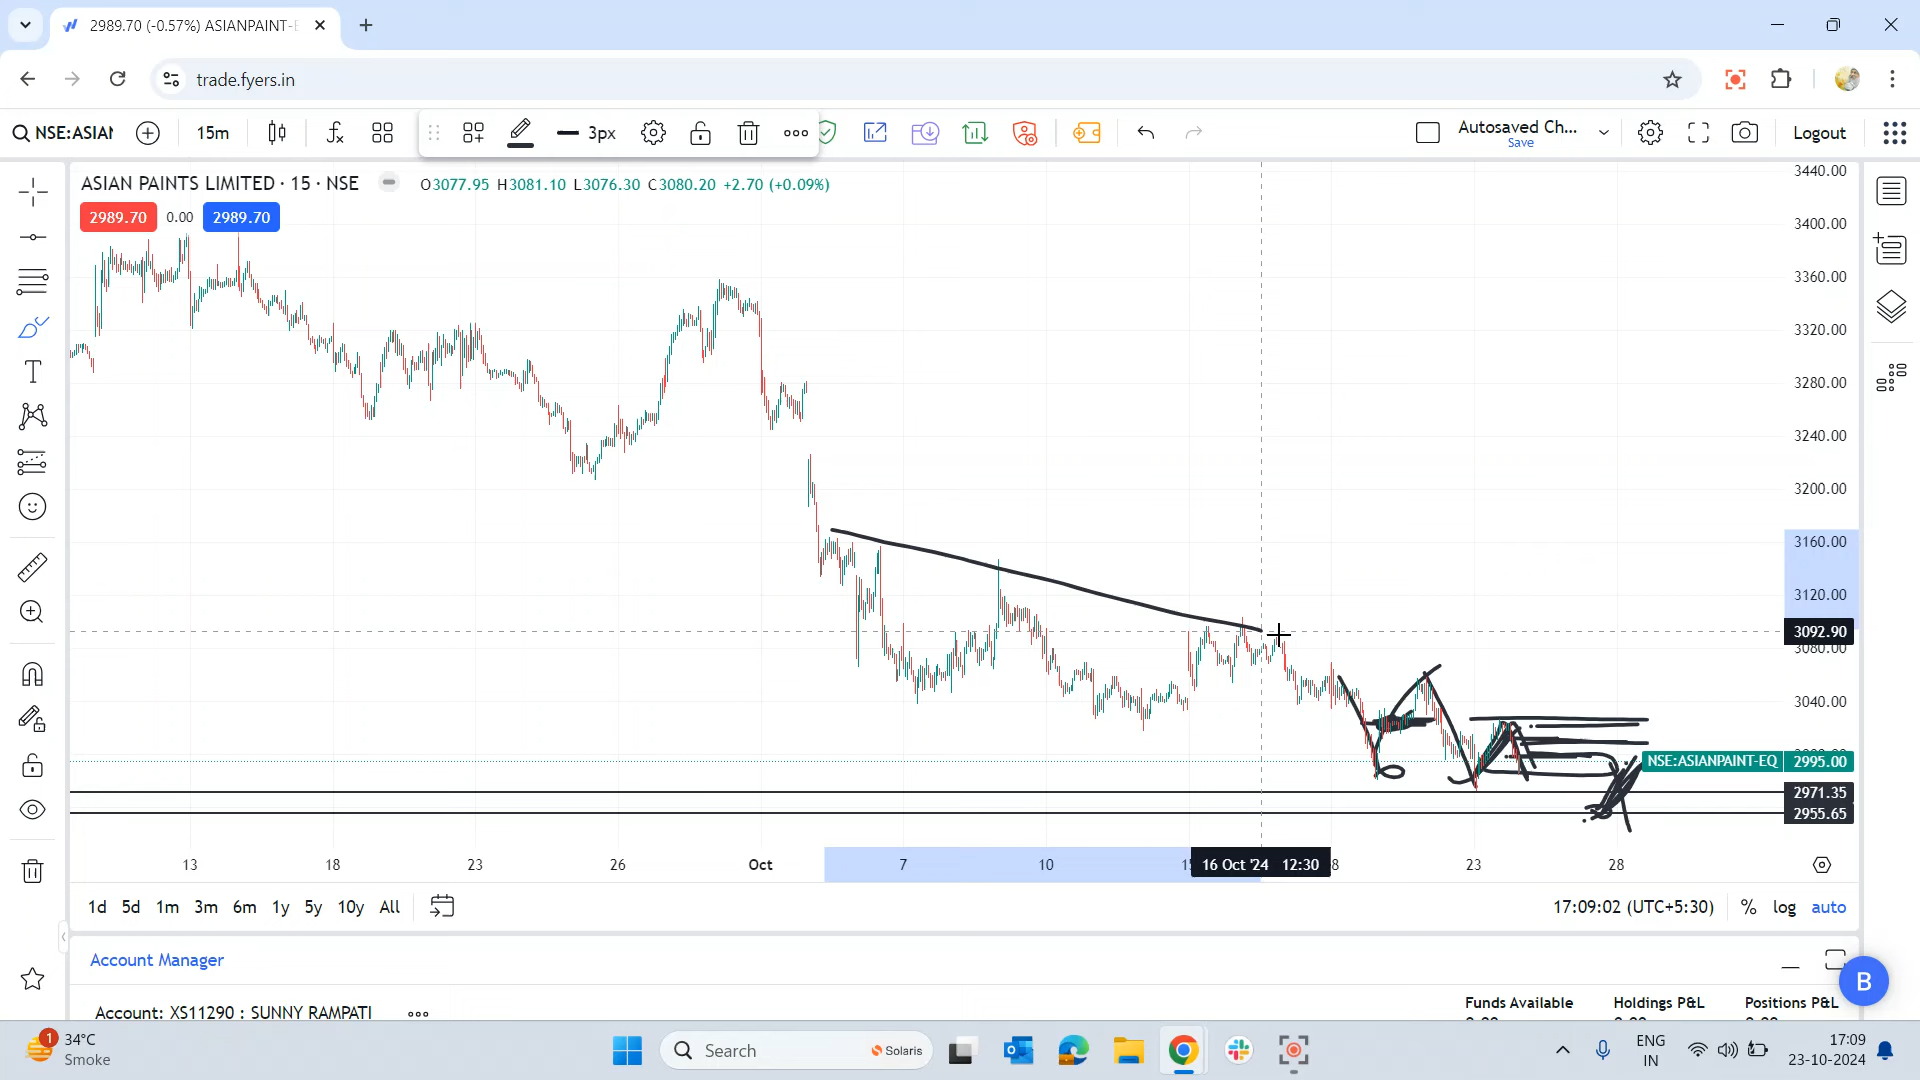 2989.70 (-0.57%) ASIANPAINT-E
trade.fyers.in
NSE:ASIAN
15m
3px
Autosaved Ch...
Save
Logout
ASIAN PAINTS LIMITED · 15 · NSE
O3077.95 H3081.10 L3076.30 C3080.20 +2.70 (+0.09%)
2989.70 0.00 2989.70
3440.00
3400.00
3360.00
3320.00
3280.00
3240.00
3200.00
3160.00
3120.00
3092.90
3080.00
3040.00
NSE:ASIANPAINT-EQ 2995.00
2971.35
2955.65
13 18 23 26 Oct 7 10 16 Oct '24 12:30 8 23 28
1d 5d 1m 3m 6m 1y 5y 10y All
17:09:02 (UTC+5:30) % log auto
Account Manager
B
Account: XS11290 : SUNNY RAMPATI
Funds Available Holdings P&L Positions P&L
1
34°C
Smoke
Search
Solaris
ENG
IN
17:09
23-10-2024